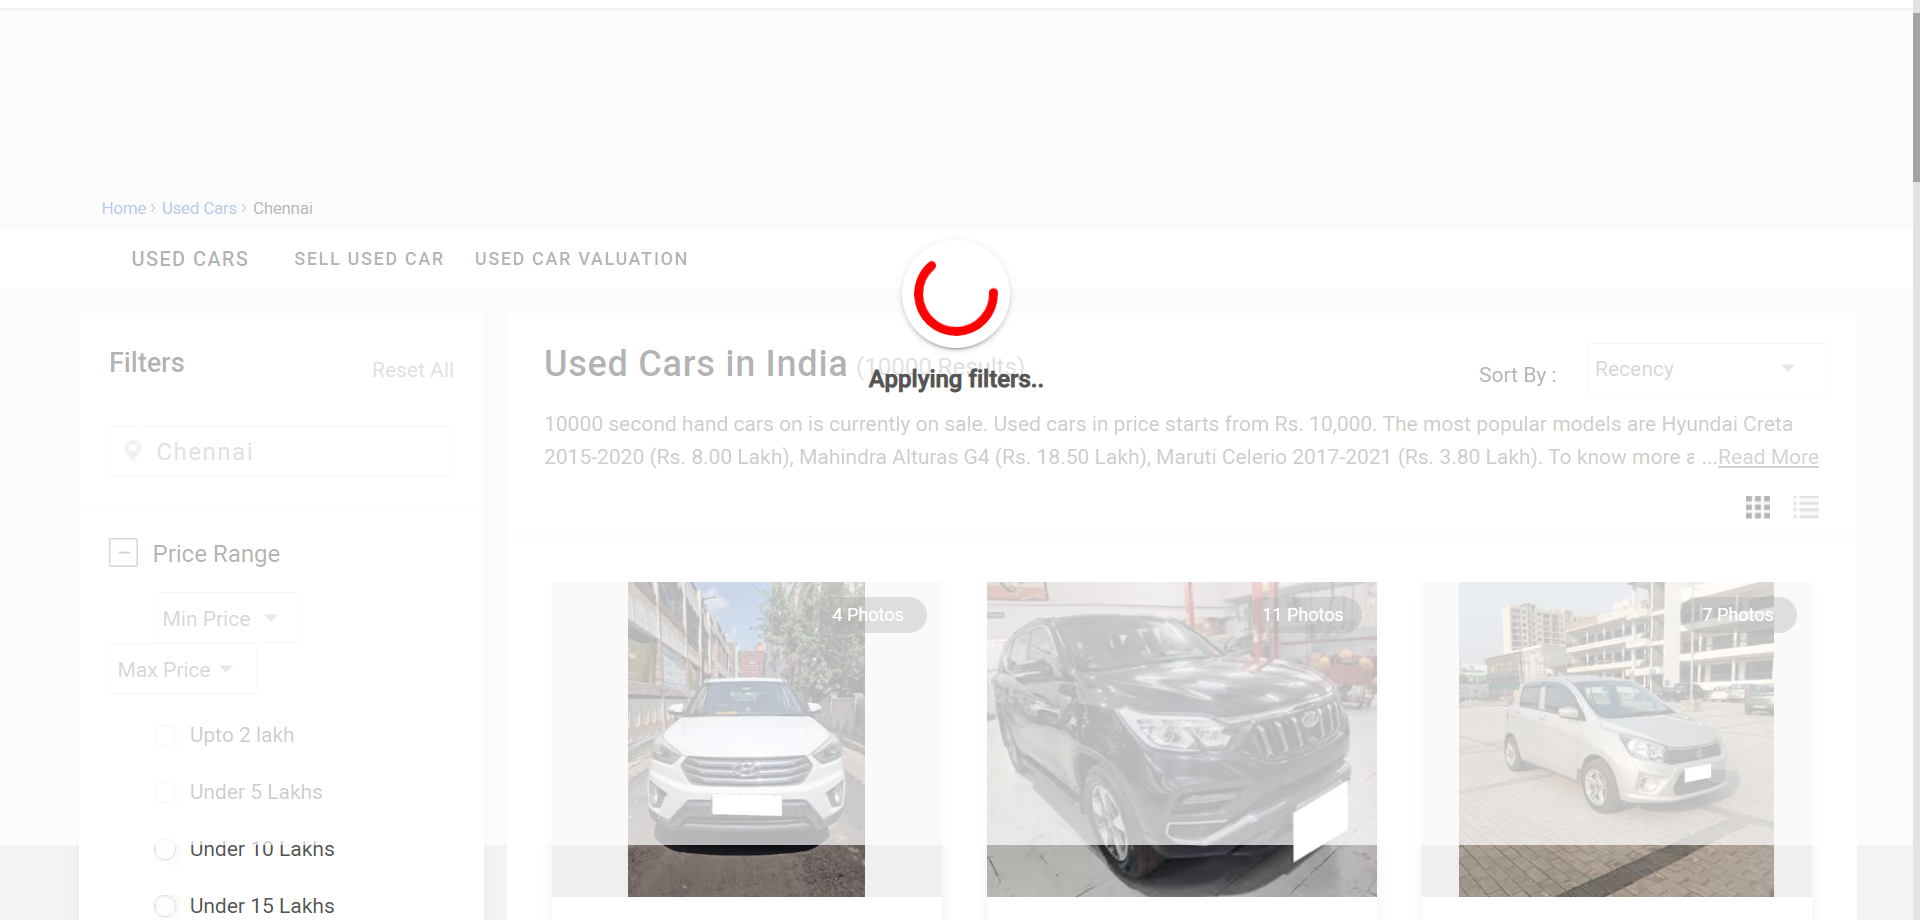 Home › Used Cars › Chennai
USED CARS SELL USED CAR USED CAR VALUATION
Filters
Reset All
Chennai
Price Range
Min Price
Max Price
Upto 2 lakh
Under 5 Lakhs
Under 10 Lakhs
Under 15 Lakhs
Used Cars in India (10000 Results)
Applying filters..
Sort By :
Recency
10000 second hand cars on is currently on sale. Used cars in price starts from Rs. 10,000. The most popular models are Hyundai Creta
2015-2020 (Rs. 8.00 Lakh), Mahindra Alturas G4 (Rs. 18.50 Lakh), Maruti Celerio 2017-2021 (Rs. 3.80 Lakh). To know more a ...Read More
4 Photos
11 Photos
7 Photos